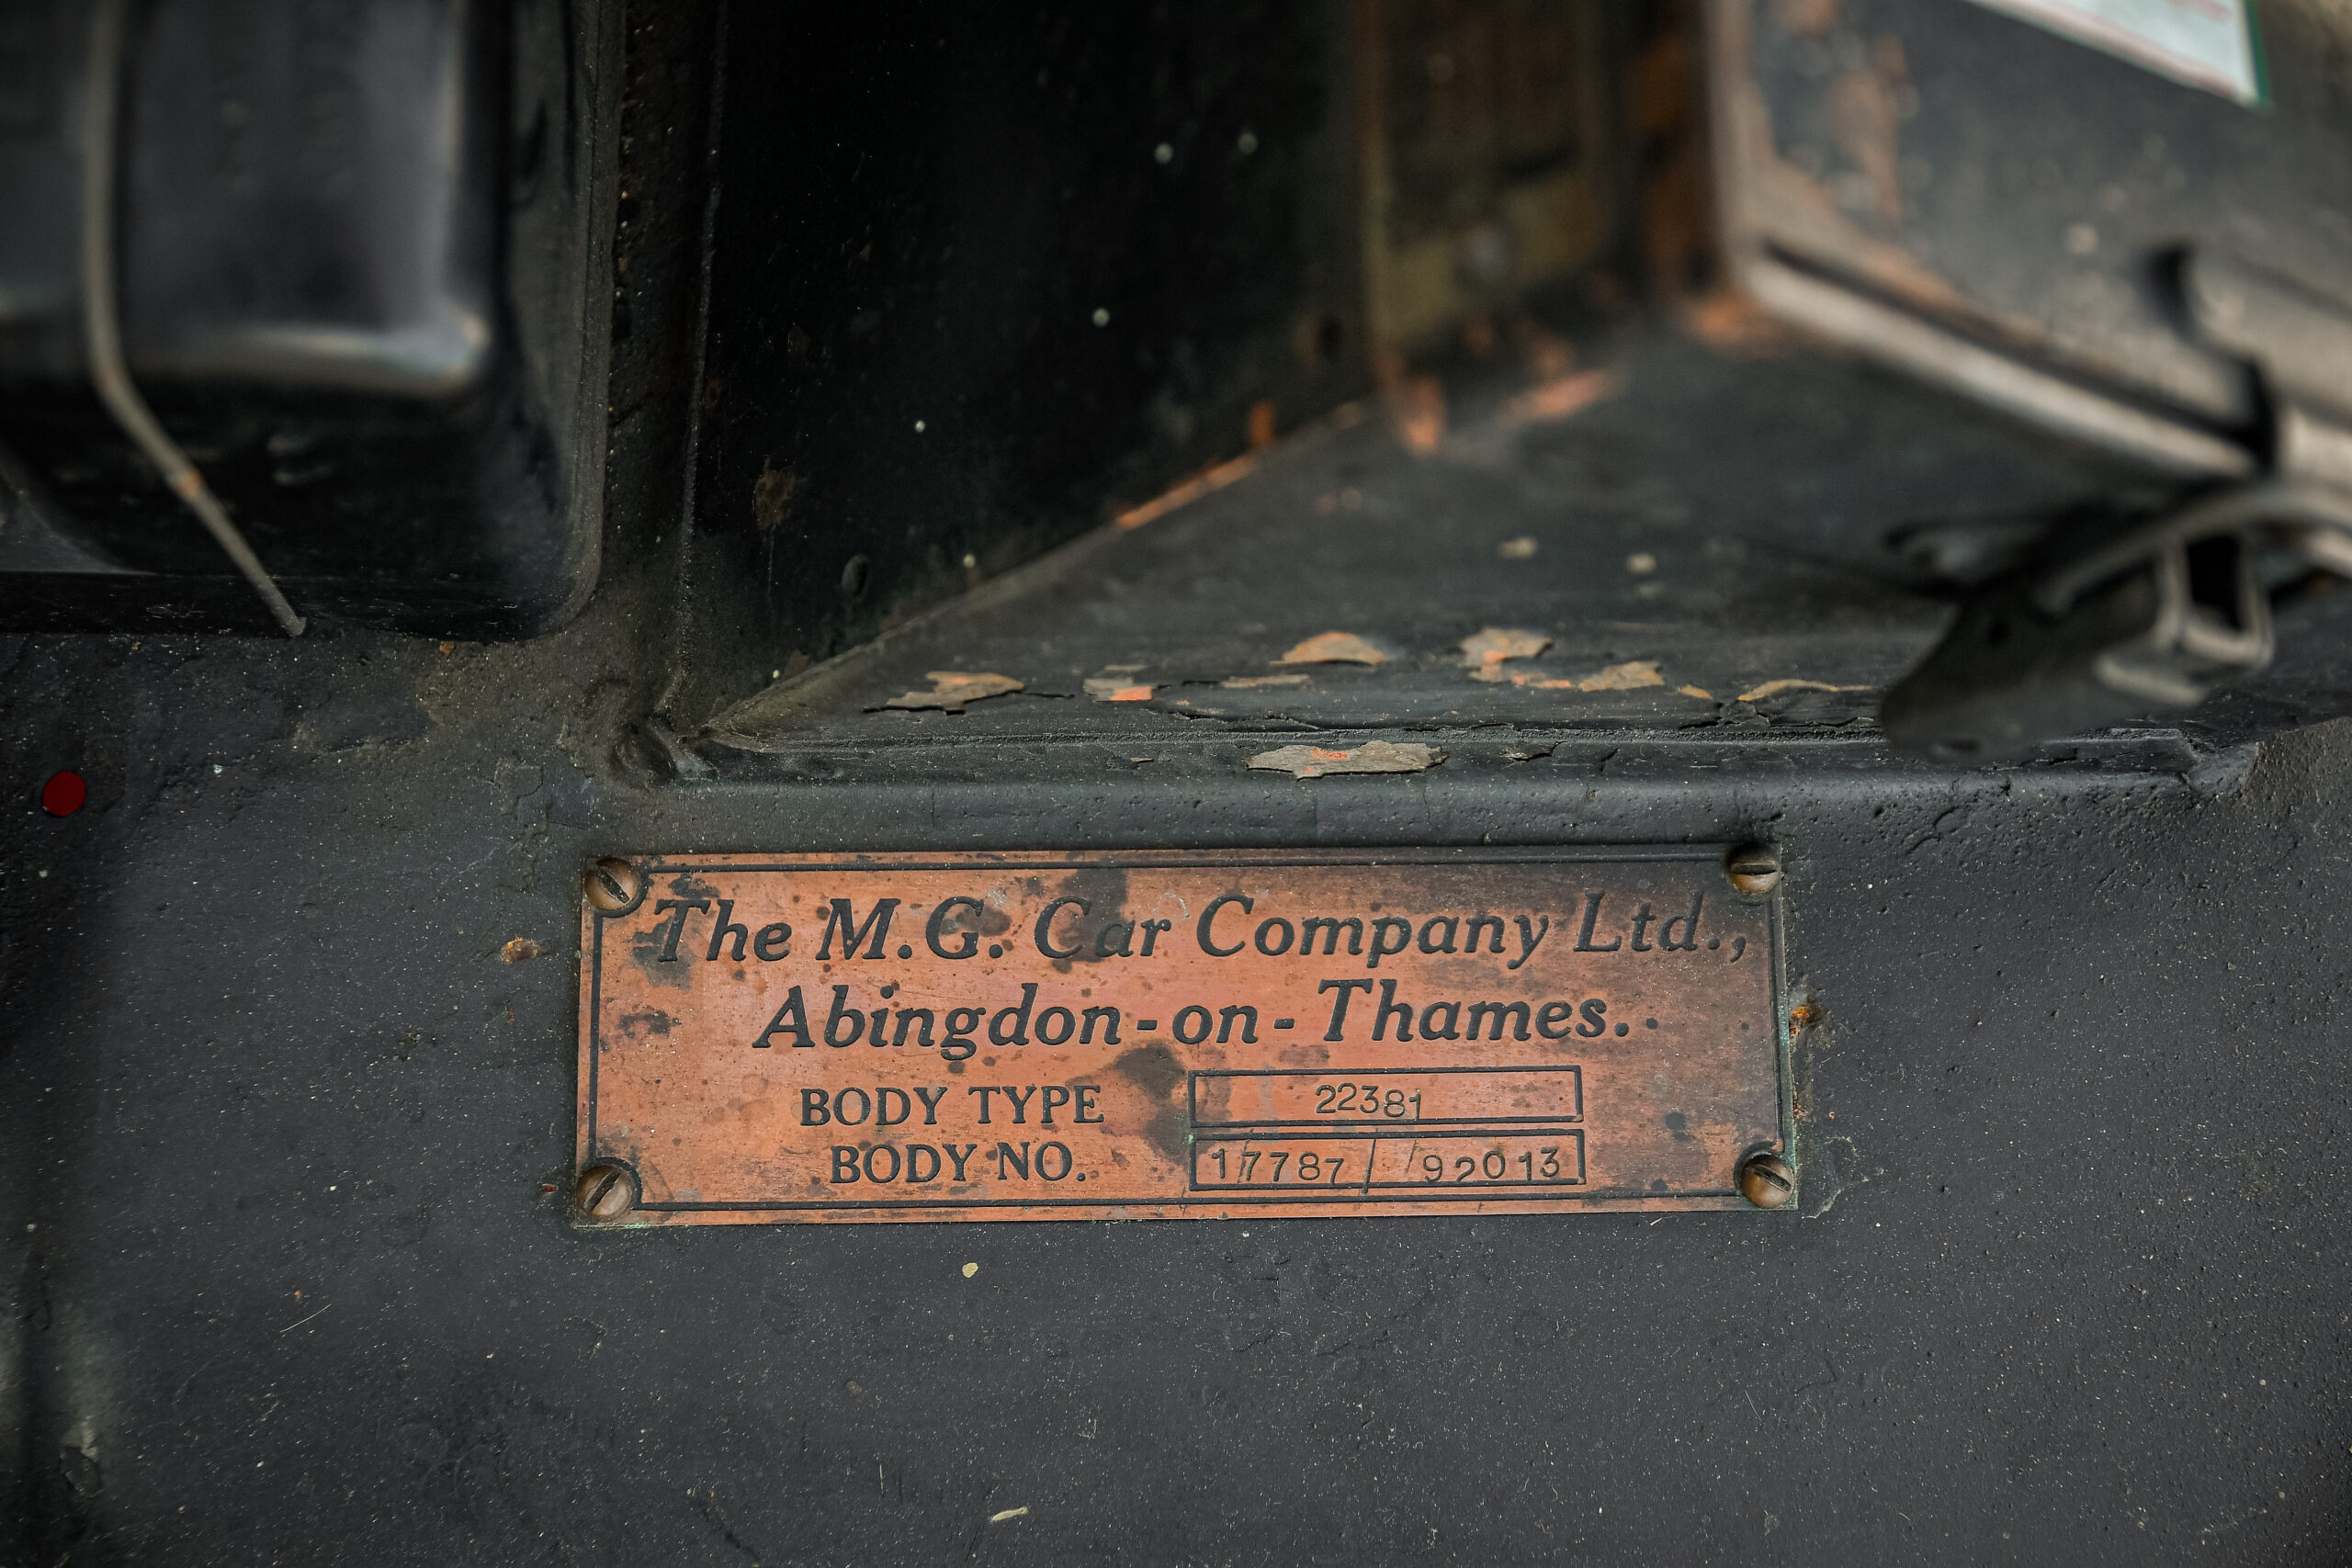 The M.G. Car Company Ltd.,
Abingdon-on-Thames.
BODY TYPE 22381
BODY NO. 17787 / 92013